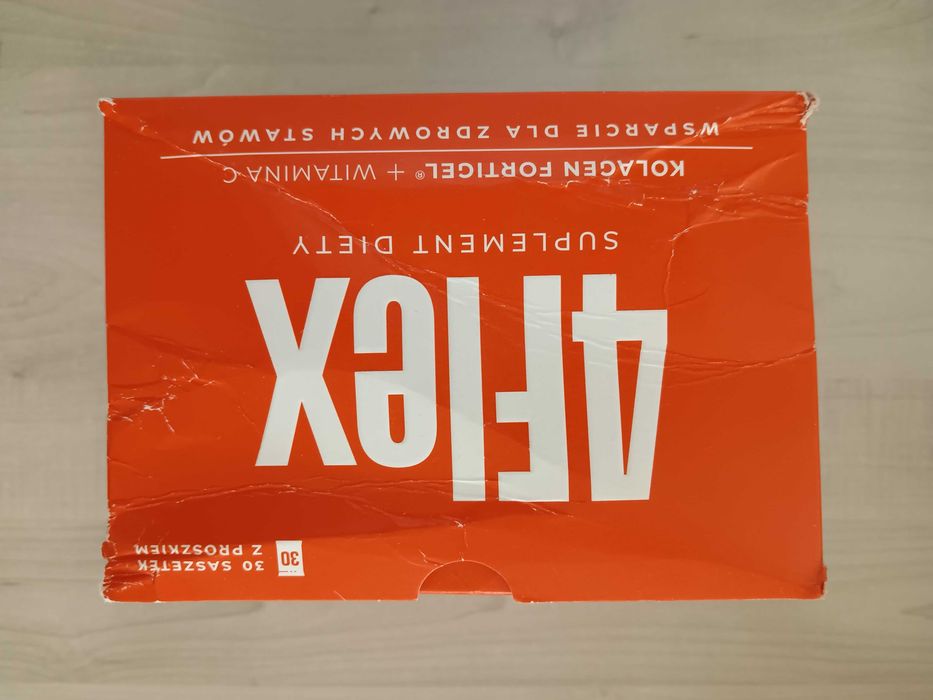 30
30 SASZETEK
Z PROSZKIEM
4Flex
SUPLEMENT DIETY
KOLAGEN FORTIGEL® + WITAMINA C
WSPARCIE DLA ZDROWYCH STAWÓW